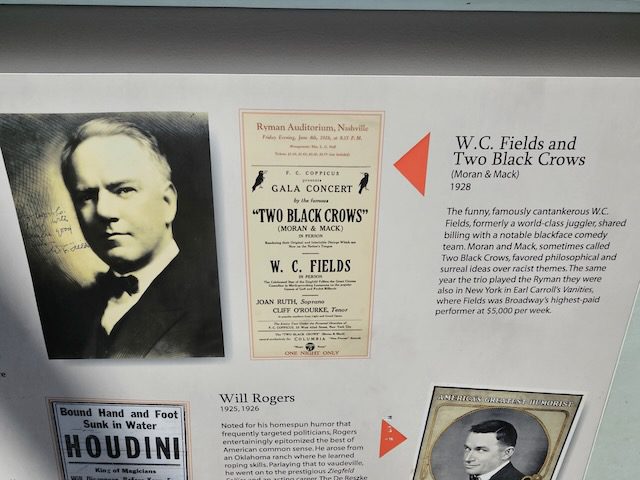 Ryman Auditorium, Nashville
Friday Evening, June 8th, 1928, at 8:15 P. M.
F. C. COPPICUS
presents
GALA CONCERT
by the famous
"TWO BLACK CROWS"
(MORAN & MACK)
IN PERSON
W. C. FIELDS
IN PERSON
JOAN RUTH, Soprano
CLIFF O'ROURKE, Tenor
ONE NIGHT ONLY
W.C. Fields and
Two Black Crows
(Moran & Mack)
1928
The funny, famously cantankerous W.C.
Fields, formerly a world-class juggler, shared
billing with a notable blackface comedy
team. Moran and Mack, sometimes called
Two Black Crows, favored philosophical and
surreal ideas over racist themes. The same
year the trio played the Ryman they were
also in New York in Earl Carroll's Vanities,
where Fields was Broadway's highest-paid
performer at $5,000 per week.
Bound Hand and Foot
Sunk in Water
HOUDINI
King of Magicians
Will Rogers
1925, 1926
Noted for his homespun humor that
frequently targeted politicians, Rogers
entertainingly epitomized the best of
American common sense. He arose from
an Oklahoma ranch where he learned
roping skills. Parlaying that to vaudeville,
he went on to the prestigious Ziegfeld
AMERICA'S GREATEST HUMORIST